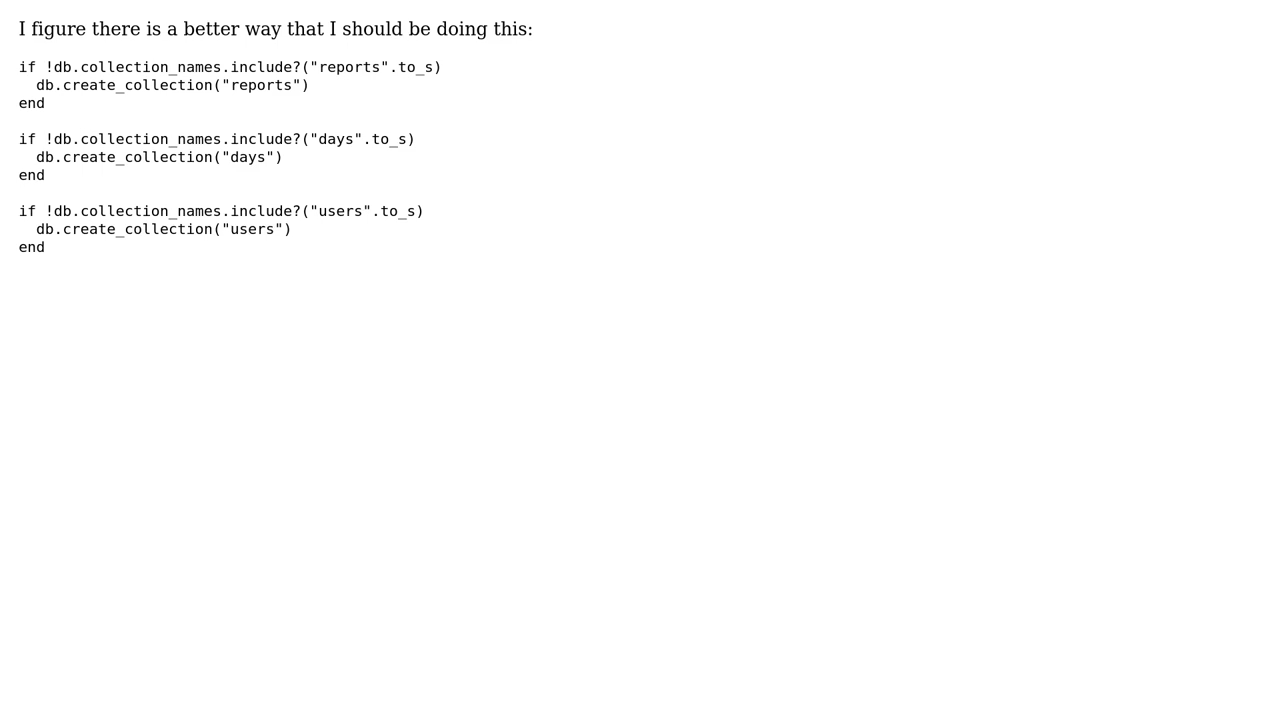 I figure there is a better way that I should be doing this:
if !db.collection_names.include?("reports".to_s)
  db.create_collection("reports")
end

if !db.collection_names.include?("days".to_s)
  db.create_collection("days")
end

if !db.collection_names.include?("users".to_s)
  db.create_collection("users")
end